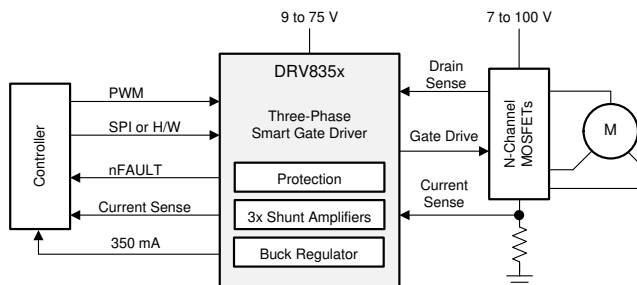 9 to 75 V
7 to 100 V
DRV835x
Three-Phase
Smart Gate Driver
Protection
3x Shunt Amplifiers
Buck Regulator
Controller
PWM
SPI or H/W
nFAULT
Current Sense
350 mA
Drain
Sense
Gate Drive
Current
Sense
N-Channel
MOSFETs
M